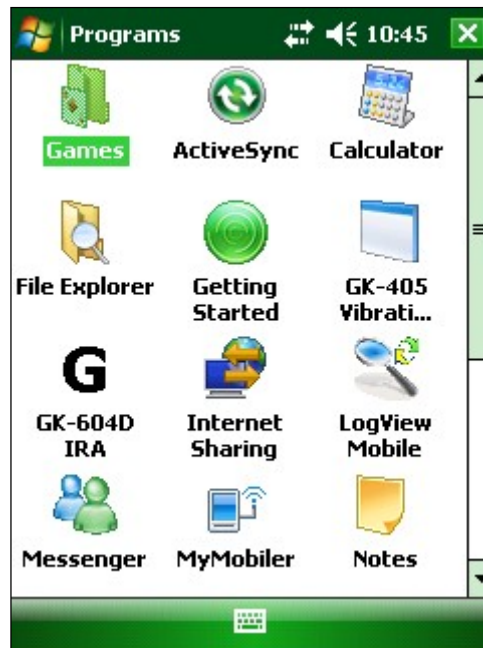 Programs 10:45
Games ActiveSync Calculator
File Explorer Getting Started GK-405 Vibrati...
G
GK-604D IRA Internet Sharing LogView Mobile
Messenger MyMobiler Notes